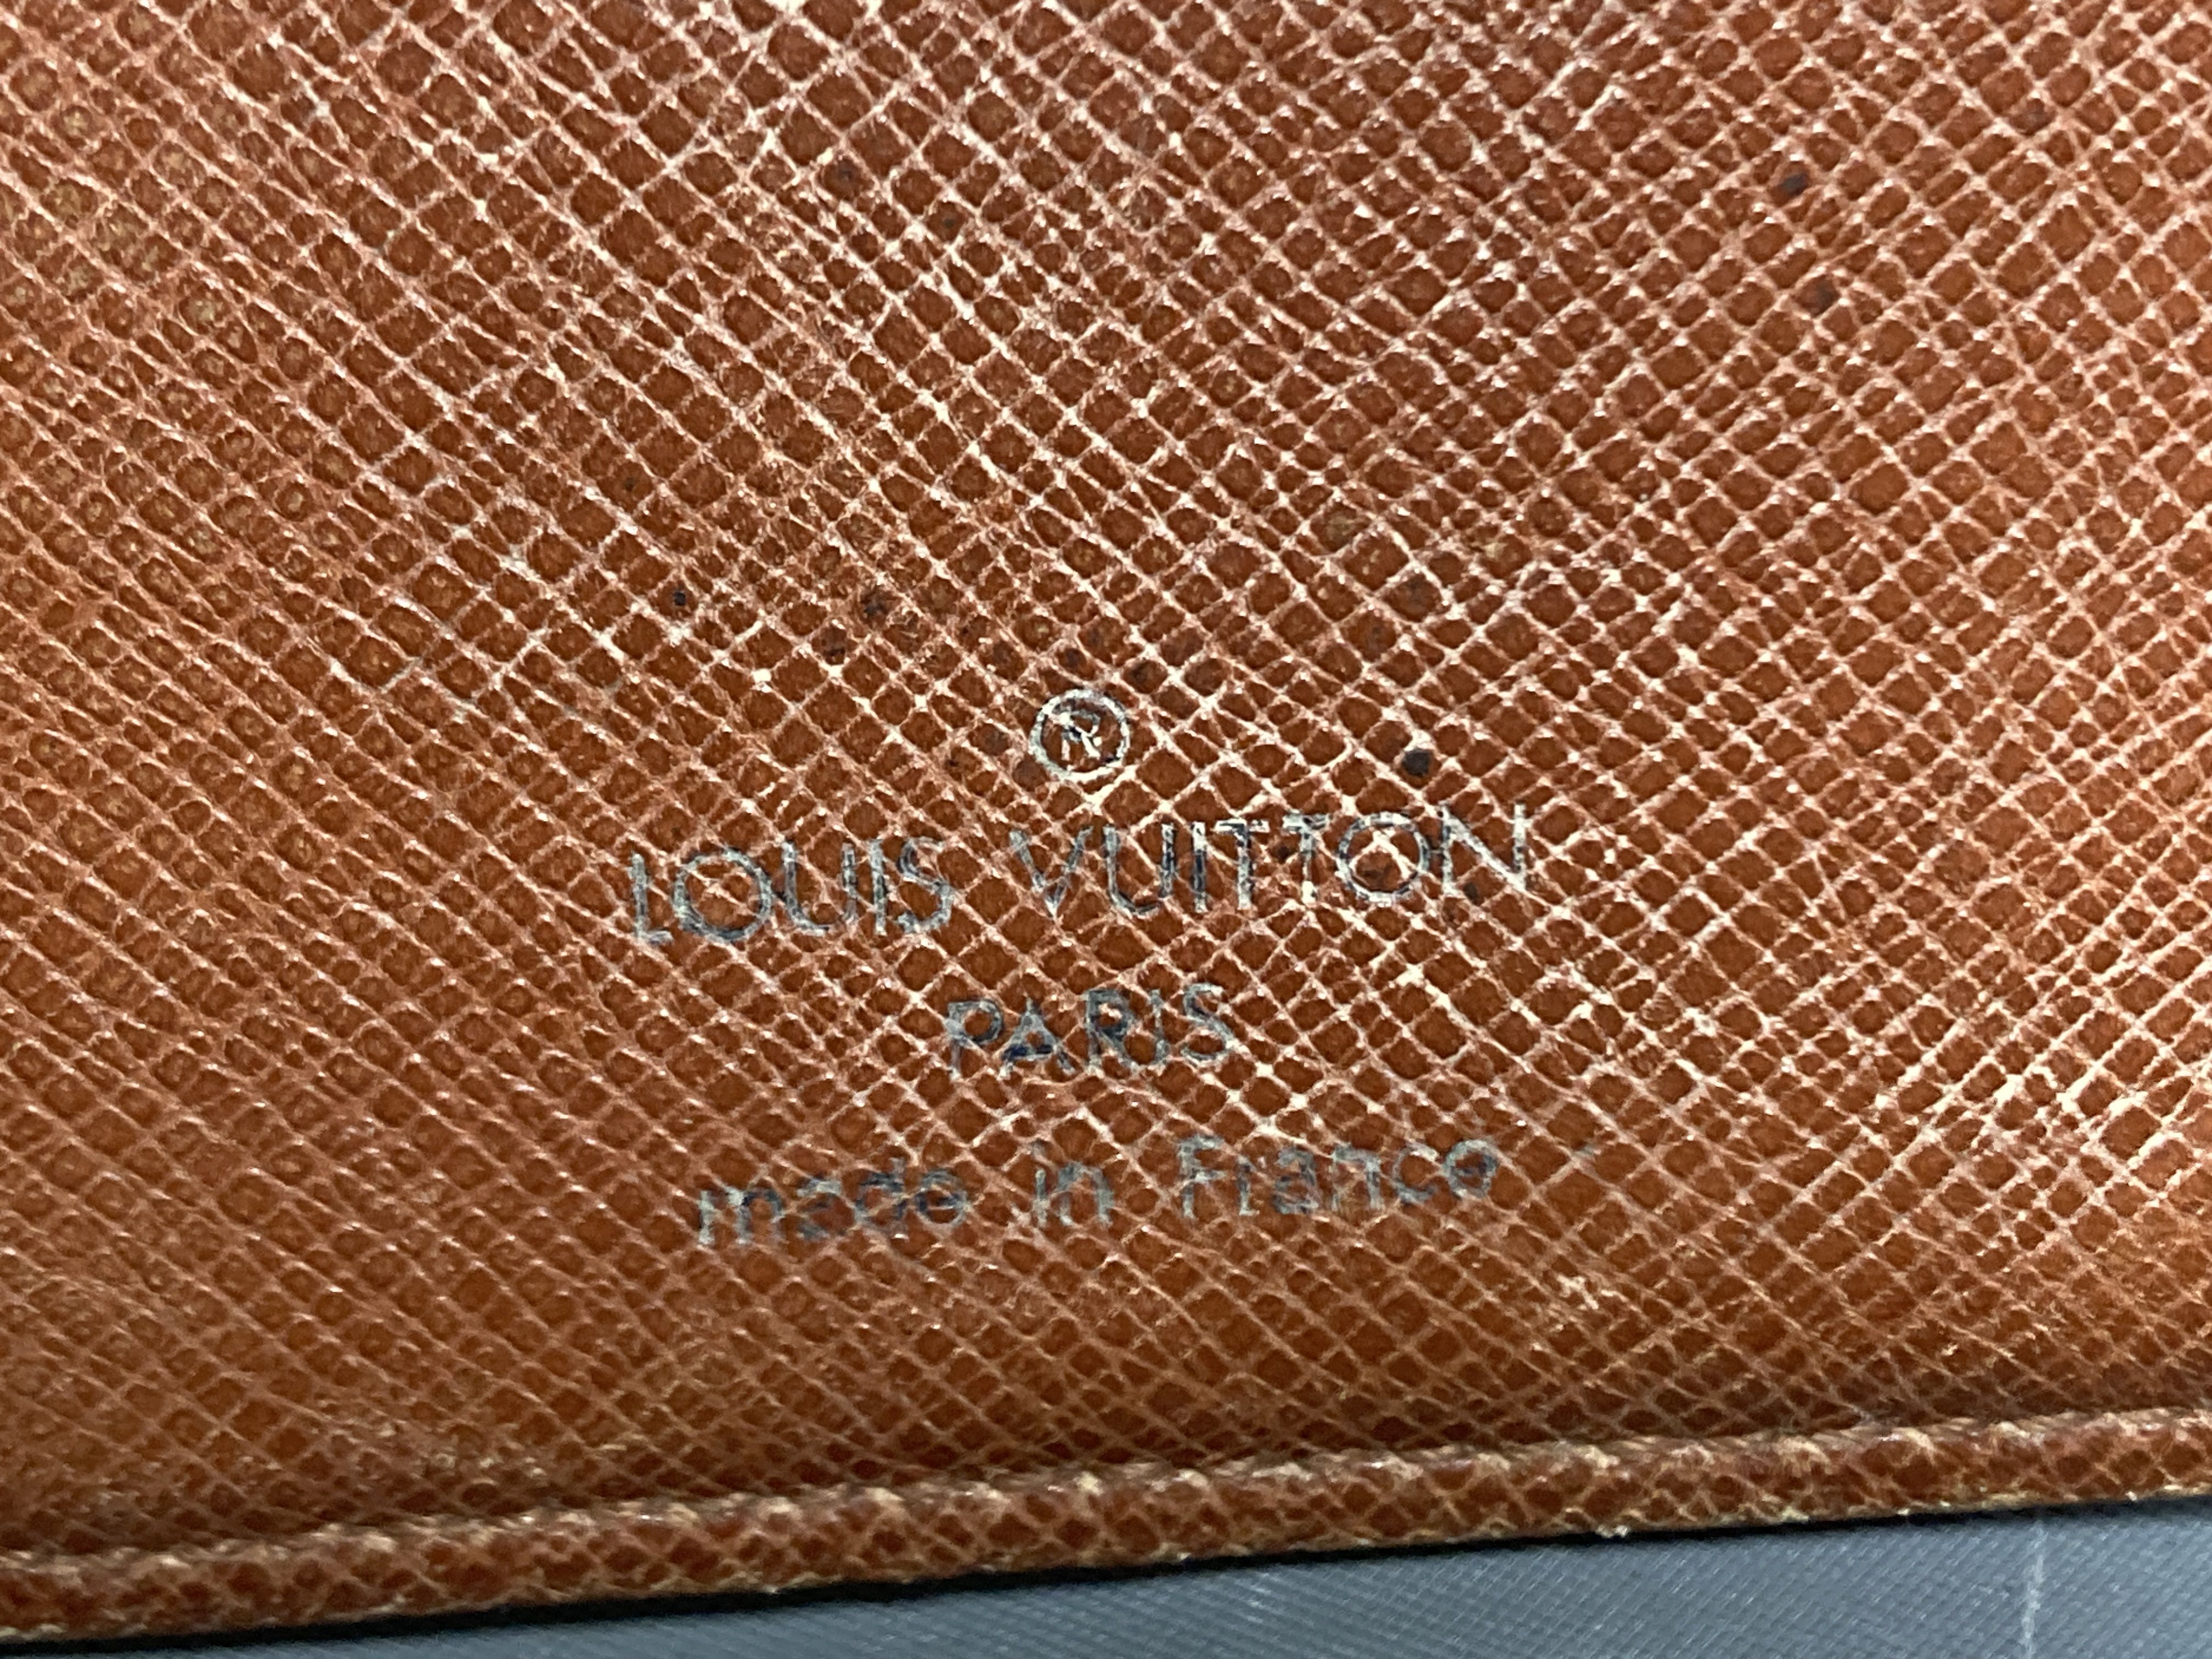 ®
LOUIS VUITTON
PARIS
made in France